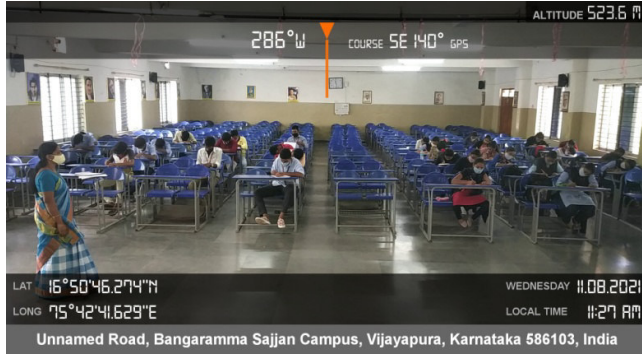 ALTITUDE 523.6 m
286°W COURSE SE 140° GPS
LAT 16°50'46.274"N
WEDNESDAY 11.08.2021
LONG 75°42'41.629"E
LOCAL TIME 11:27 AM
Unnamed Road, Bangaramma Sajjan Campus, Vijayapura, Karnataka 586103, India